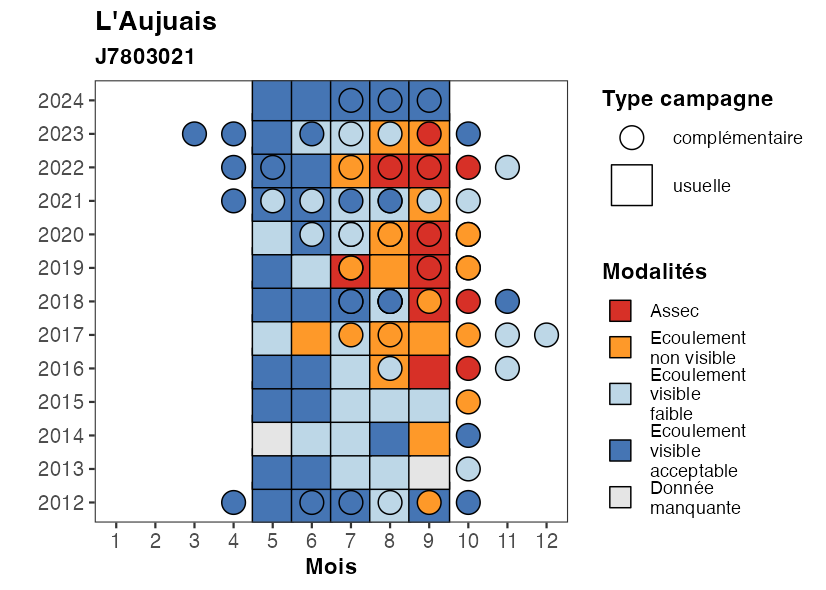 L'Aujuais
J7803021
2024
2023
2022
2021
2020
2019
2018
2017
2016
2015
2014
2013
2012
1 2 3 4 5 6 7 8 9 10 11 12
Mois
Type campagne
complémentaire
usuelle
Modalités
Assec
Ecoulement
non visible
Ecoulement
visible
faible
Ecoulement
visible
acceptable
Donnée
manquante